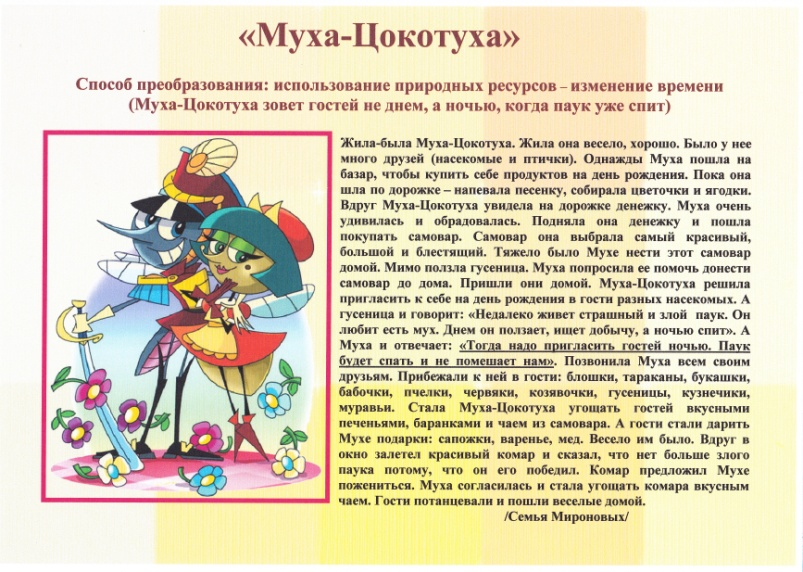 «Муха-Цокотуха»
Способ преобразования: использование природных ресурсов – изменение времени
(Муха-Цокотуха зовет гостей не днем, а ночью, когда паук уже спит)
Жила-была Муха-Цокотуха. Жила она весело, хорошо. Было у нее
много друзей (насекомые и птички). Однажды Муха пошла на
базар, чтобы купить себе продуктов на день рождения. Пока она
шла по дорожке – напевала песенку, собирала цветочки и ягодки.
Вдруг Муха-Цокотуха увидела на дорожке денежку. Муха очень
удивилась и обрадовалась. Подняла она денежку и пошла
покупать самовар. Самовар она выбрала самый красивый,
большой и блестящий. Тяжело было Мухе нести этот самовар
домой. Мимо ползла гусеница. Муха попросила ее помочь донести
самовар до дома. Пришли они домой. Муха-Цокотуха решила
пригласить к себе на день рождения в гости разных насекомых. А
гусеница и говорит: «Недалеко живет страшный и злой паук. Он
любит есть мух. Днем он ползает, ищет добычу, а ночью спит». А
Муха и отвечает: «Тогда надо пригласить гостей ночью. Паук
будет спать и не помешает нам». Позвонила Муха всем своим
друзьям. Прибежали к ней в гости: блошки, тараканы, букашки,
бабочки, пчелки, червяки, козявочки, гусеницы, кузнечики,
муравьи. Стала Муха-Цокотуха угощать гостей вкусными
печеньями, баранками и чаем из самовара. А гости стали дарить
Мухе подарки: сапожки, варенье, мед. Весело им было. Вдруг в
окно залетел красивый комар и сказал, что нет больше злого
паука потому, что он его победил. Комар предложил Мухе
пожениться. Муха согласилась и стала угощать комара вкусным
чаем. Гости потанцевали и пошли веселые домой.
/Семья Мироновых/